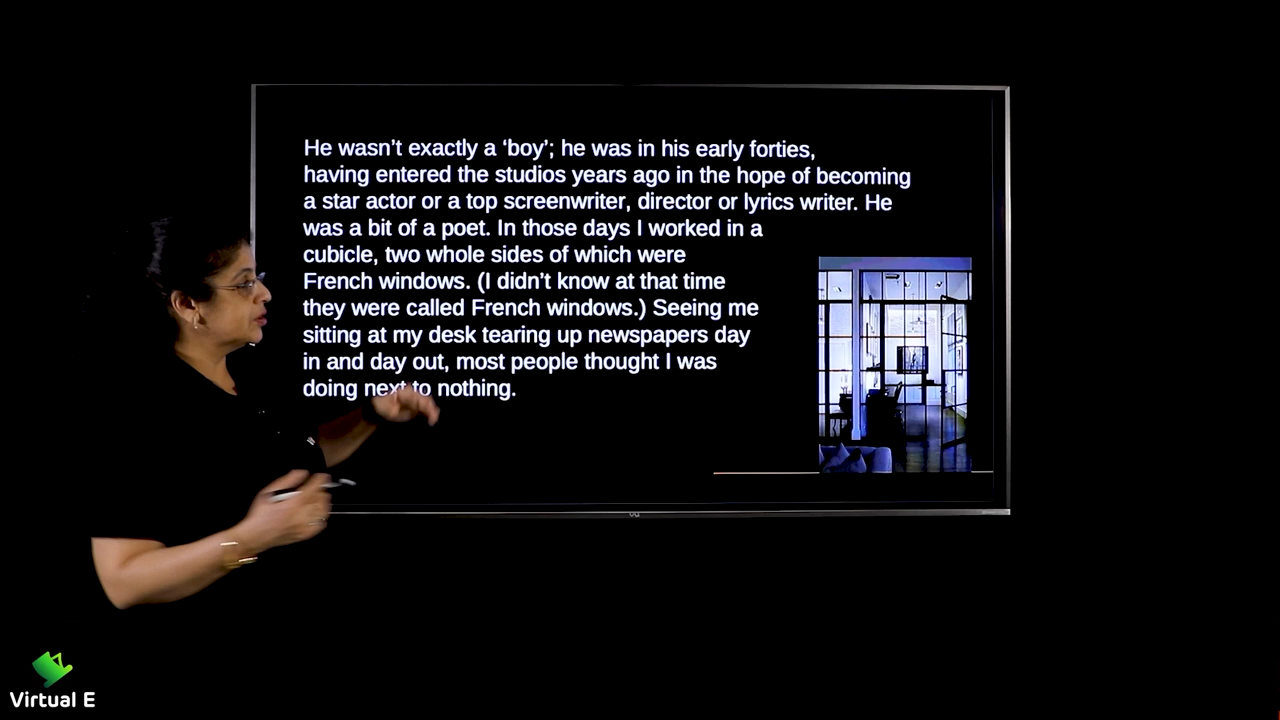 He wasn’t exactly a ‘boy’; he was in his early forties,
having entered the studios years ago in the hope of becoming
a star actor or a top screenwriter, director or lyrics writer. He
was a bit of a poet. In those days I worked in a
cubicle, two whole sides of which were
French windows. (I didn’t know at that time
they were called French windows.) Seeing me
sitting at my desk tearing up newspapers day
in and day out, most people thought I was
doing next to nothing.
Virtual E